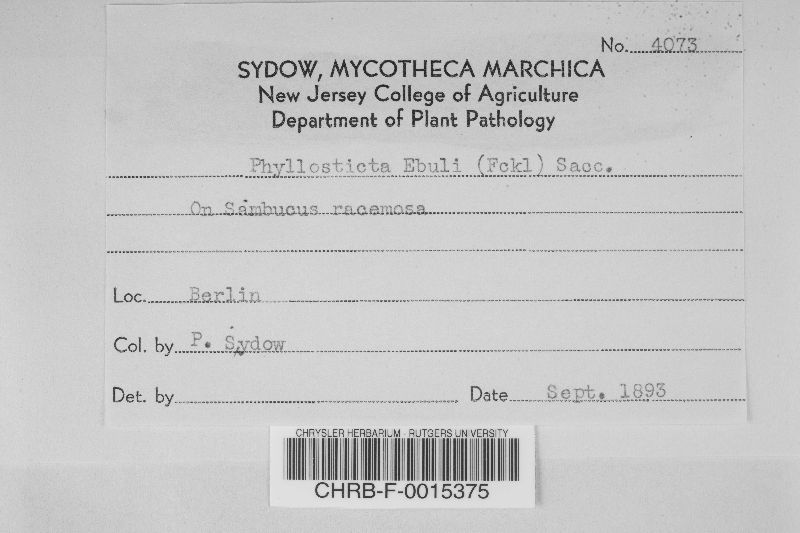 No. 4073
SYDOW, MYCOTHECA MARCHICA
New Jersey College of Agriculture
Department of Plant Pathology
Phyllosticta Ebuli (Fckl) Sacc.
On Sambucus racemosa
Loc. Berlin
Col. by P. Sydow
Det. by
Date Sept. 1893
CHRYSLER HERBARIUM - RUTGERS UNIVERSITY
CHRB-F-0015375